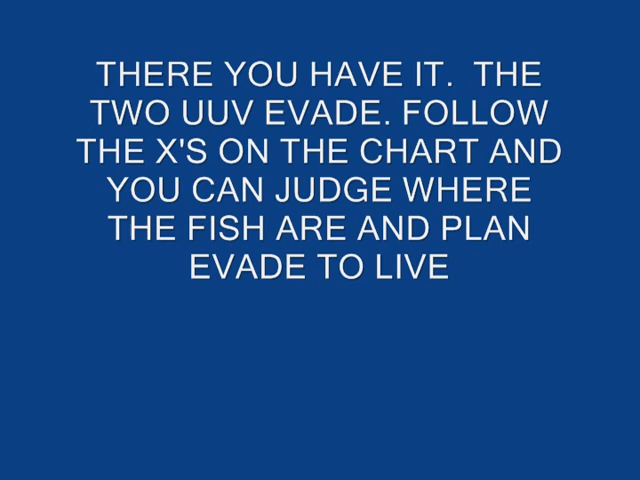 THERE YOU HAVE IT.  THE
TWO UUV EVADE. FOLLOW
THE X'S ON THE CHART AND
YOU CAN JUDGE WHERE
THE FISH ARE AND PLAN
EVADE TO LIVE